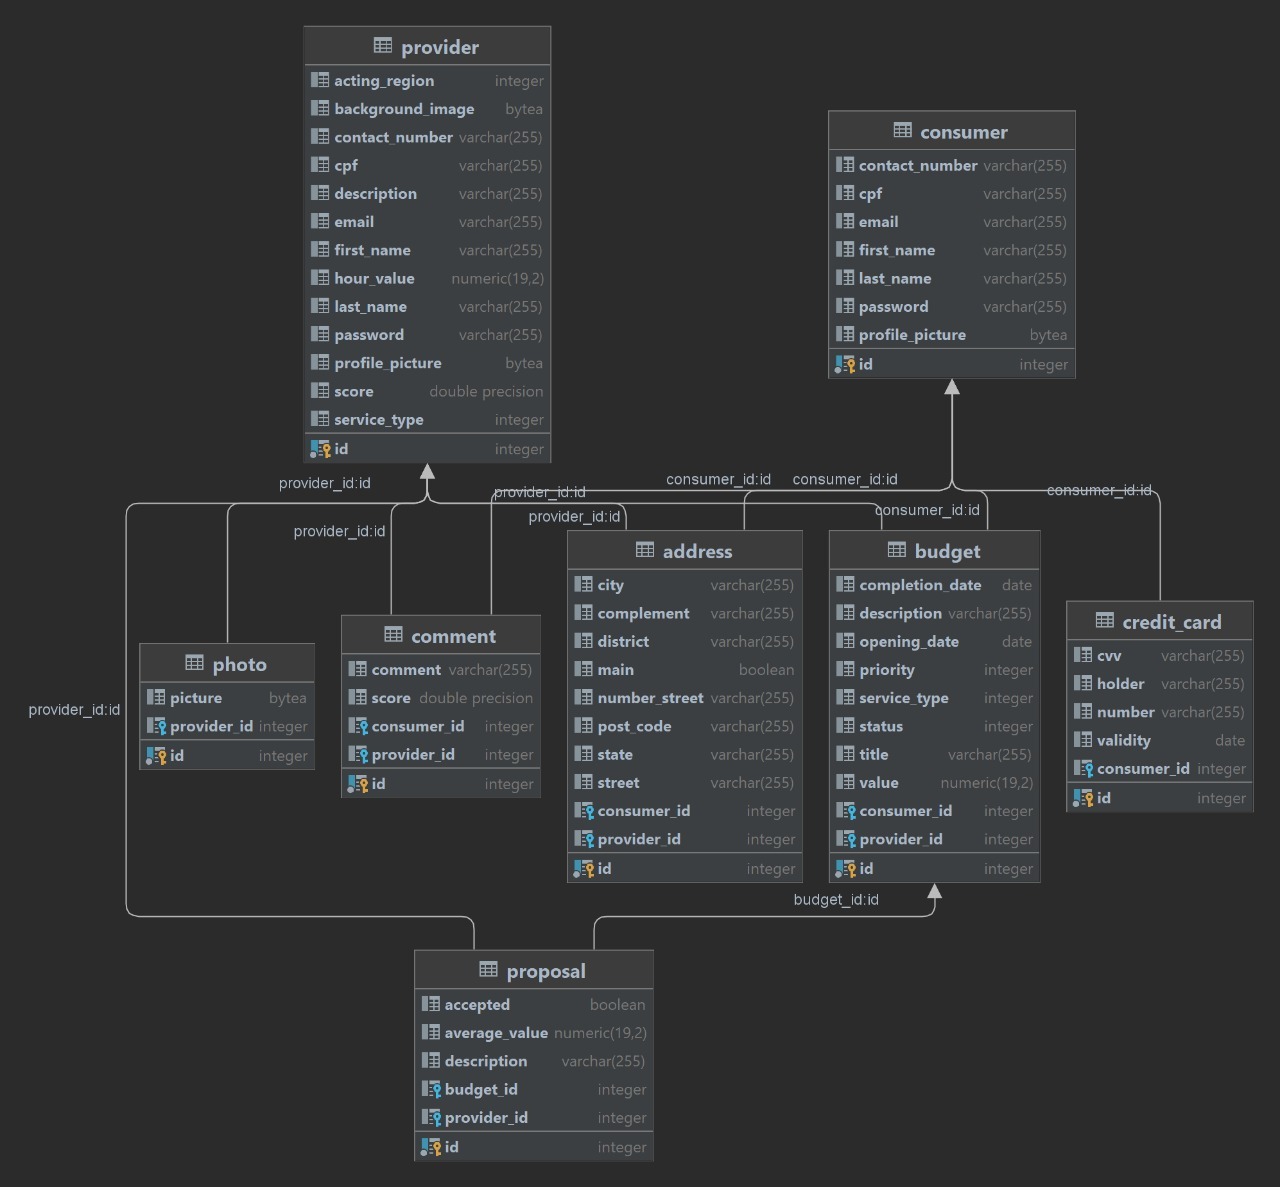 provider
acting_region integer
background_image bytea
contact_number varchar(255)
cpf varchar(255)
description varchar(255)
email varchar(255)
first_name varchar(255)
hour_value numeric(19,2)
last_name varchar(255)
password varchar(255)
profile_picture bytea
score double precision
service_type integer
id integer
consumer
contact_number varchar(255)
cpf varchar(255)
email varchar(255)
first_name varchar(255)
last_name varchar(255)
password varchar(255)
profile_picture bytea
id integer
provider_id:id
provider_id:id
consumer_id:id
consumer_id:id
consumer_id:id
provider_id:id
provider_id:id
consumer_id:id
provider_id:id
photo
picture bytea
provider_id integer
id integer
comment
comment varchar(255)
score double precision
consumer_id integer
provider_id integer
id integer
address
city varchar(255)
complement varchar(255)
district varchar(255)
main boolean
number_street varchar(255)
post_code varchar(255)
state varchar(255)
street varchar(255)
consumer_id integer
provider_id integer
id integer
budget
completion_date date
description varchar(255)
opening_date date
priority integer
service_type integer
status integer
title varchar(255)
value numeric(19,2)
consumer_id integer
provider_id integer
id integer
credit_card
cvv varchar(255)
holder varchar(255)
number varchar(255)
validity date
consumer_id integer
id integer
budget_id:id
proposal
accepted boolean
average_value numeric(19,2)
description varchar(255)
budget_id integer
provider_id integer
id integer